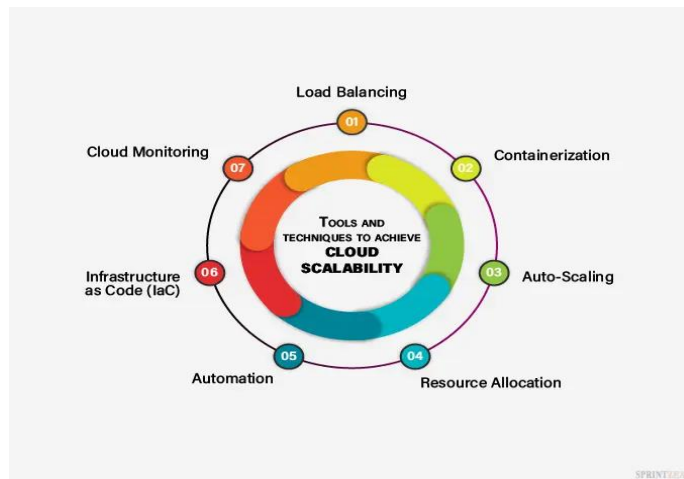 Load Balancing
01
Cloud Monitoring
07
02
Containerization
TOOLS AND
TECHNIQUES TO ACHIEVE
CLOUD
SCALABILITY
Infrastructure
as Code (IaC)
06
03
Auto-Scaling
05
04
Automation
Resource Allocation